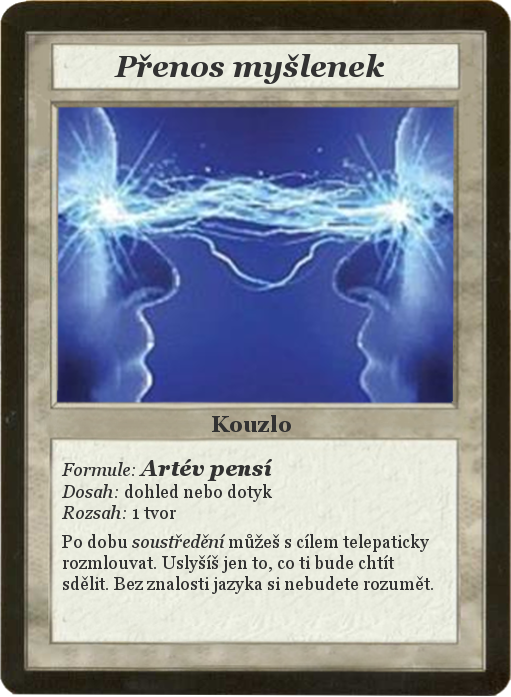 Přenos myšlenek
Kouzlo
Formule: Artév pensí
Dosah: dohled nebo dotyk
Rozsah: 1 tvor
Po dobu soustředění můžeš s cílem telepaticky
rozmlouvat. Uslyšíš jen to, co ti bude chtít
sdělit. Bez znalosti jazyka si nebudete rozumět.